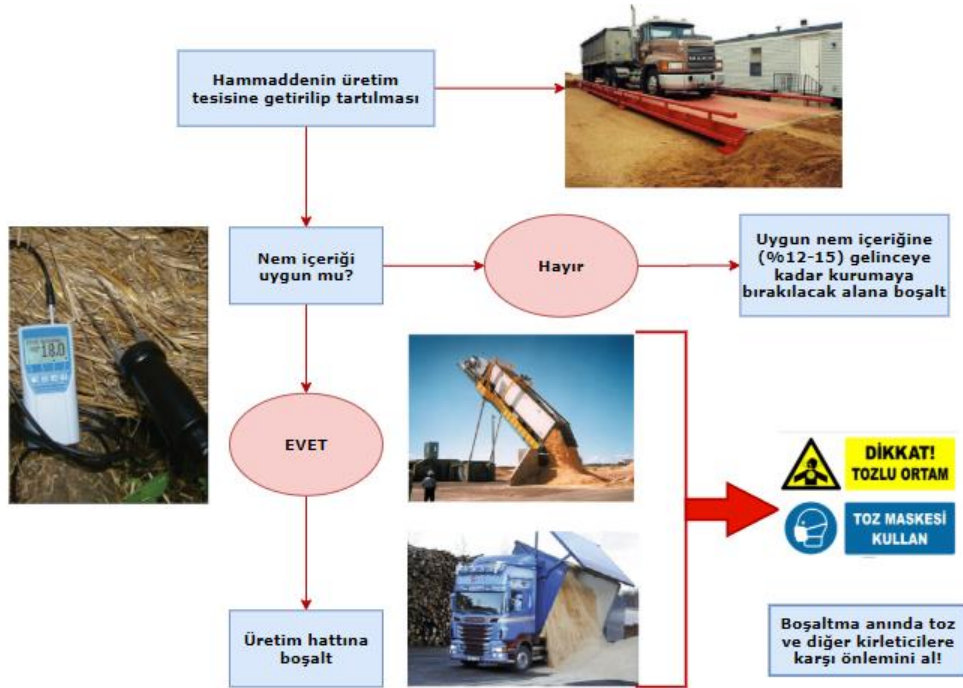 Hammaddenin üretim
tesisine getirilip tartılması
Nem içeriği
uygun mu?
Hayır
Uygun nem içeriğine
(%12-15) gelinceye
kadar kurumaya
bırakılacak alana boşalt
18.0
EVET
DİKKAT!
TOZLU ORTAM
TOZ MASKESİ
KULLAN
Üretim hattına
boşalt
Boşaltma anında toz
ve diğer kirleticilere
karşı önlemini al!